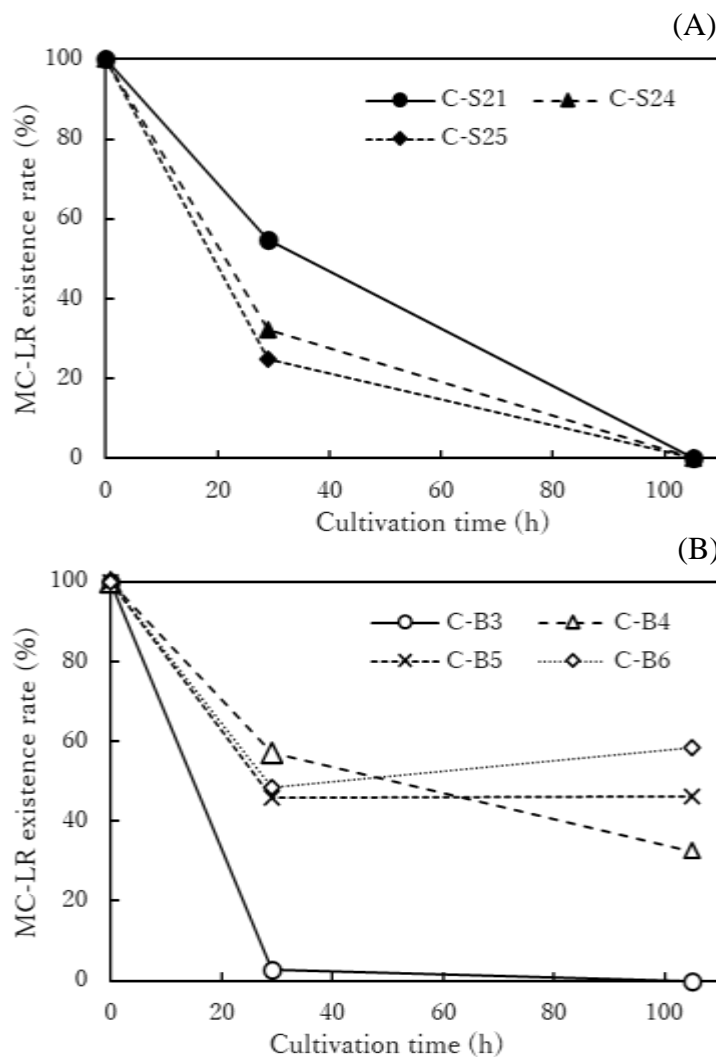 (A)
100
80
60
40
20
0
MC-LR existence rate (%)
C-S21 C-S24
C-S25
0 20 40 60 80 100
Cultivation time (h)
(B)
100
80
60
40
20
0
MC-LR existence rate (%)
C-B3 C-B4
C-B5 C-B6
0 20 40 60 80 100
Cultivation time (h)